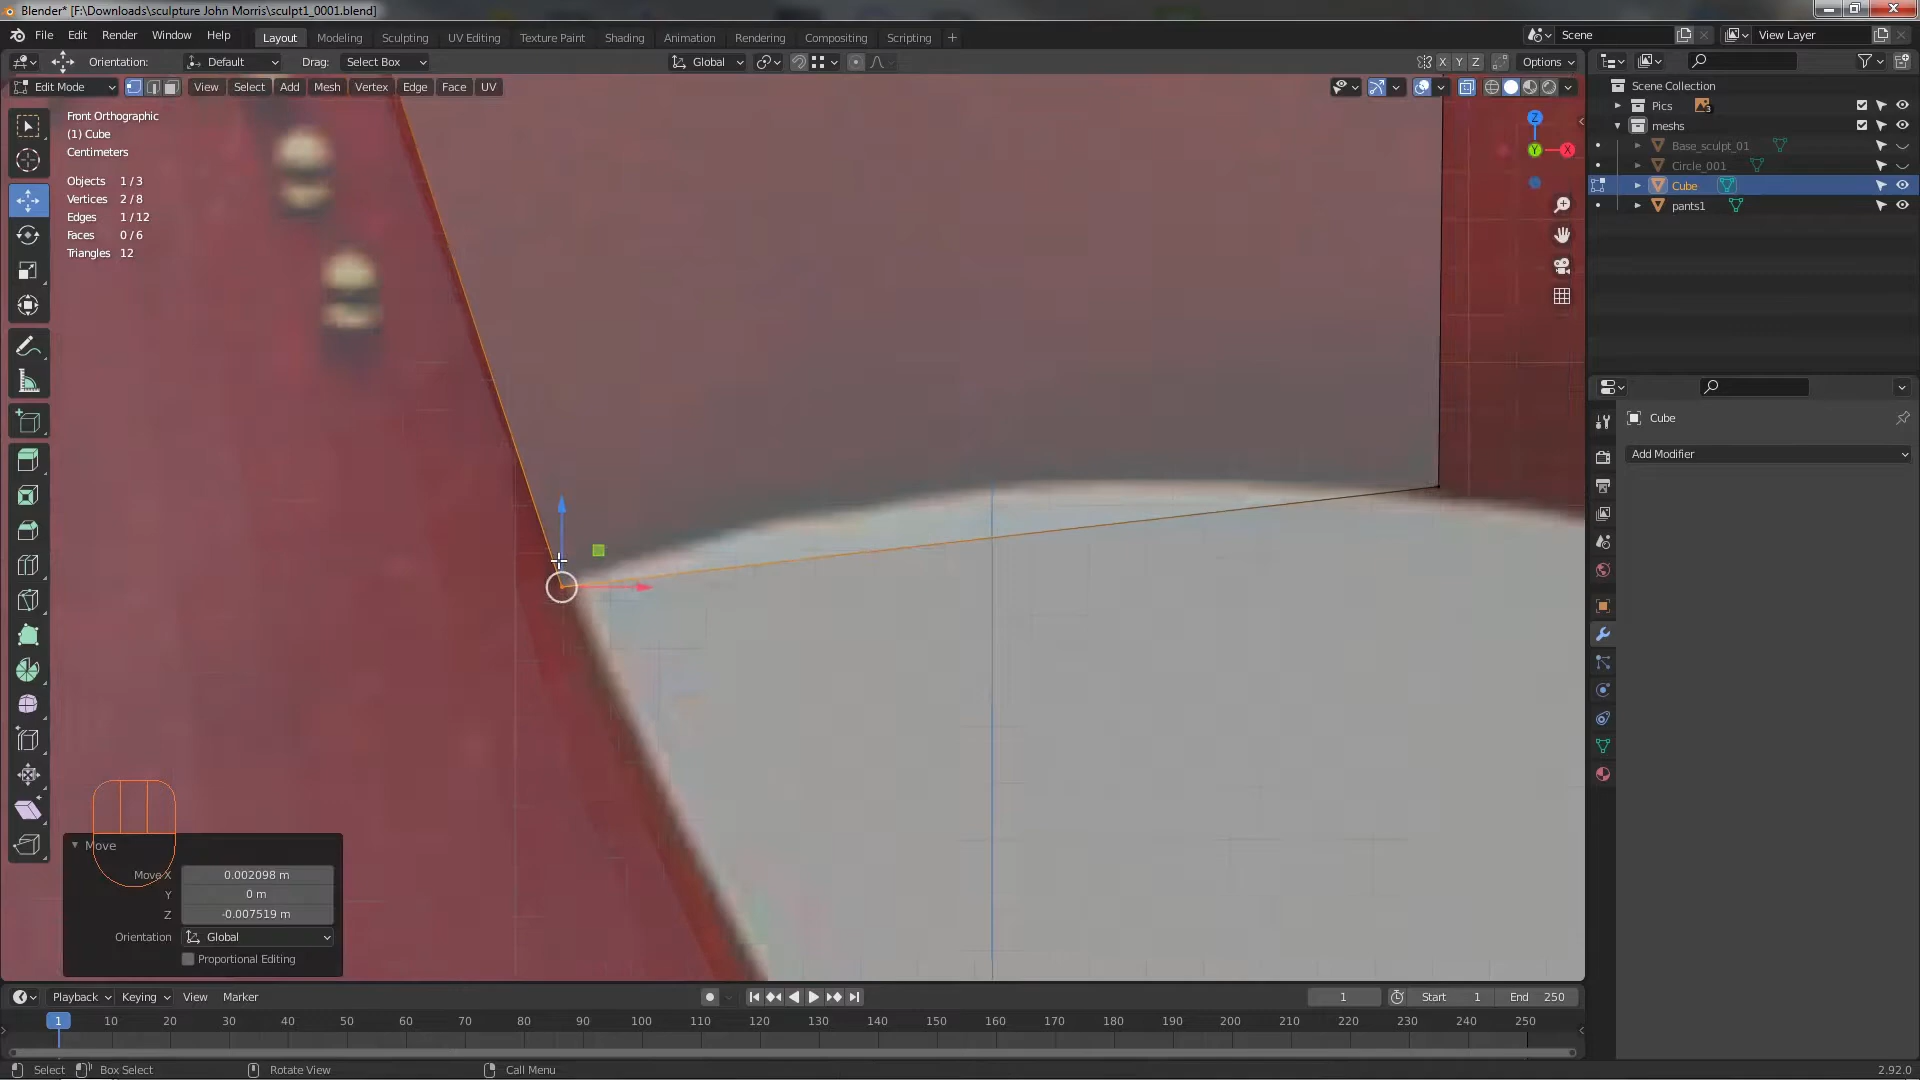 Blender* [F:\Downloads\sculpture John Morris\sculpt1_0001.blend]
File Edit Render Window Help Layout Modeling Sculpting UV Editing Texture Paint Shading Animation Rendering Compositing Scripting + Scene View Layer
Orientation: Default Drag: Select Box Global X Y Z Options
Edit Mode View Select Add Mesh Vertex Edge Face UV
Front Orthographic
(1) Cube
Centimeters
Objects 1 / 3
Vertices 2 / 8
Edges 1 / 12
Faces 0 / 6
Triangles 12
Z
Y
X
Scene Collection
Pics 3
meshs
Base_sculpt_01
Circle_001
Cube
pants1
Cube
Add Modifier
Move
Move X 0.002098 m
Y 0 m
Z -0.007519 m
Orientation Global
Proportional Editing
Playback Keying View Marker 1 Start 1 End 250
1 10 20 30 40 50 60 70 80 90 100 110 120 130 140 150 160 170 180 190 200 210 220 230 240 250
Select Box Select Rotate View Call Menu 2.92.0